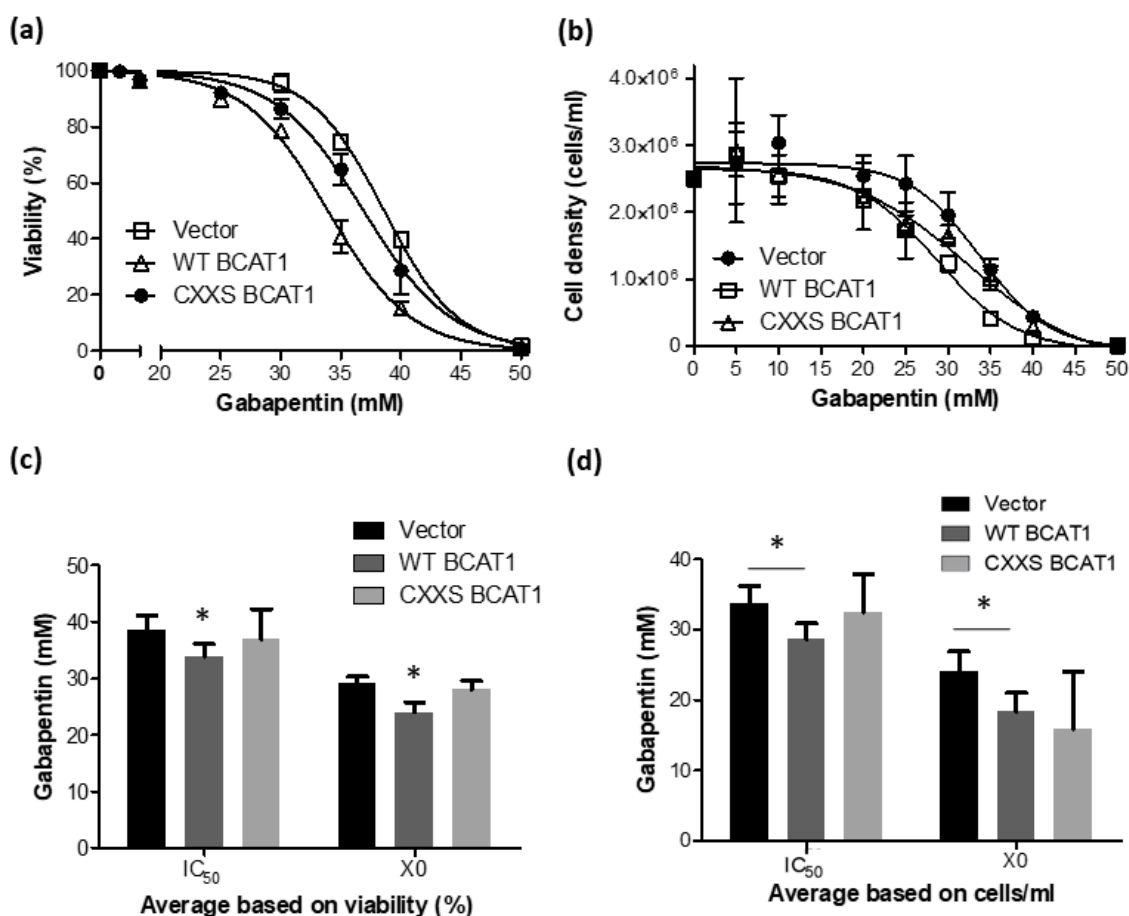 (a)
100
80
60
40
20
0
Viability (%)
Vector
WT BCAT1
CXXS BCAT1
0 20 25 30 35 40 45 50
Gabapentin (mM)
(b)
4.0x10⁶
3.0x10⁶
2.0x10⁶
1.0x10⁶
0
Cell density (cells/ml)
Vector
WT BCAT1
CXXS BCAT1
0 5 10 15 20 25 30 35 40 45 50
Gabapentin (mM)
(c)
Vector
WT BCAT1
CXXS BCAT1
50
40
30
20
10
0
Gabapentin (mM)
* *
IC₅₀ X0
Average based on viability (%)
(d)
Vector
WT BCAT1
CXXS BCAT1
40
30
20
10
0
Gabapentin (mM)
* *
IC₅₀ X0
Average based on cells/ml